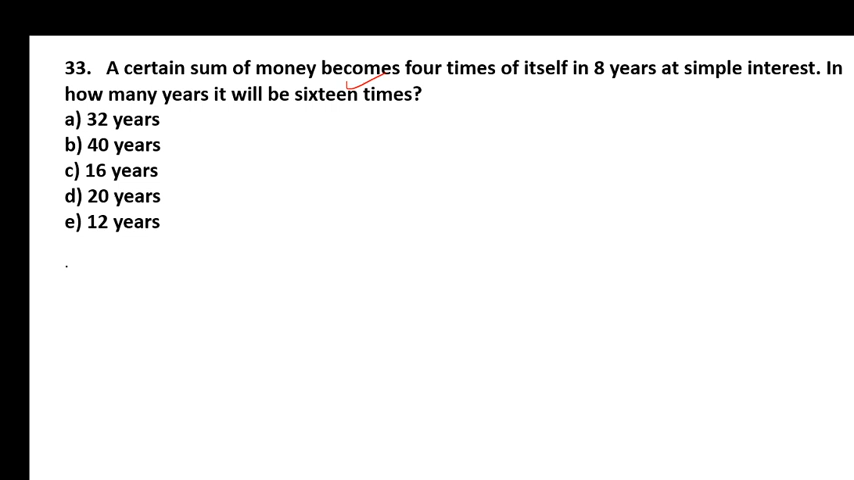 33. A certain sum of money becomes four times of itself in 8 years at simple interest. In
how many years it will be sixteen times?
a) 32 years
b) 40 years
c) 16 years
d) 20 years
e) 12 years
.